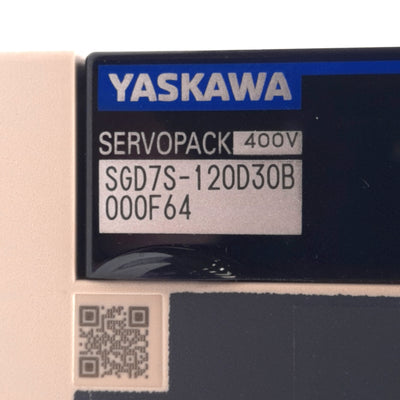 YASKAWA
SERVOPACK 400V
SGD7S-120D30B
000F64